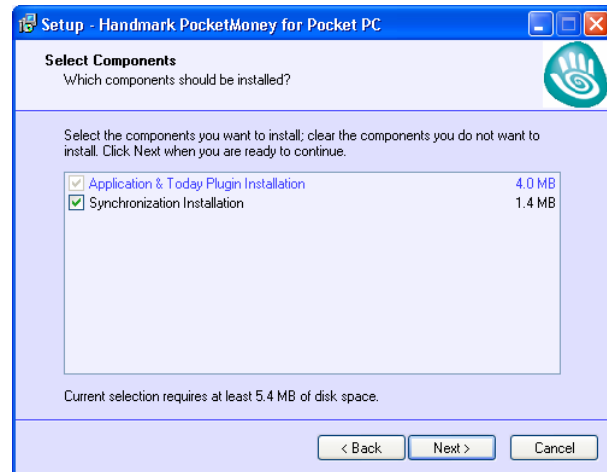 Setup - Handmark PocketMoney for Pocket PC
Select Components
Which components should be installed?
Select the components you want to install; clear the components you do not want to
install. Click Next when you are ready to continue.
Application & Today Plugin Installation 4.0 MB
Synchronization Installation 1.4 MB
Current selection requires at least 5.4 MB of disk space.
< Back Next > Cancel